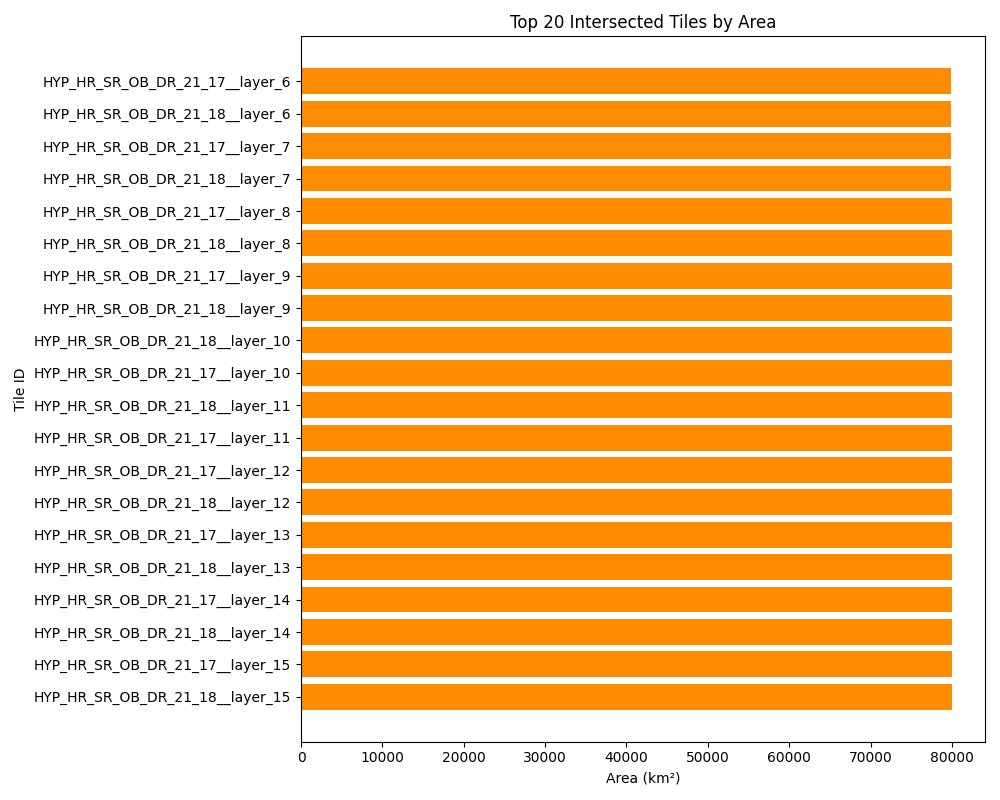 Top 20 Intersected Tiles by Area
HYP_HR_SR_OB_DR_21_17__layer_6
HYP_HR_SR_OB_DR_21_18__layer_6
HYP_HR_SR_OB_DR_21_17__layer_7
HYP_HR_SR_OB_DR_21_18__layer_7
HYP_HR_SR_OB_DR_21_17__layer_8
HYP_HR_SR_OB_DR_21_18__layer_8
HYP_HR_SR_OB_DR_21_17__layer_9
HYP_HR_SR_OB_DR_21_18__layer_9
HYP_HR_SR_OB_DR_21_18__layer_10
HYP_HR_SR_OB_DR_21_17__layer_10
HYP_HR_SR_OB_DR_21_18__layer_11
HYP_HR_SR_OB_DR_21_17__layer_11
HYP_HR_SR_OB_DR_21_17__layer_12
HYP_HR_SR_OB_DR_21_18__layer_12
HYP_HR_SR_OB_DR_21_17__layer_13
HYP_HR_SR_OB_DR_21_18__layer_13
HYP_HR_SR_OB_DR_21_17__layer_14
HYP_HR_SR_OB_DR_21_18__layer_14
HYP_HR_SR_OB_DR_21_17__layer_15
HYP_HR_SR_OB_DR_21_18__layer_15
Tile ID
0 10000 20000 30000 40000 50000 60000 70000 80000
Area (km²)